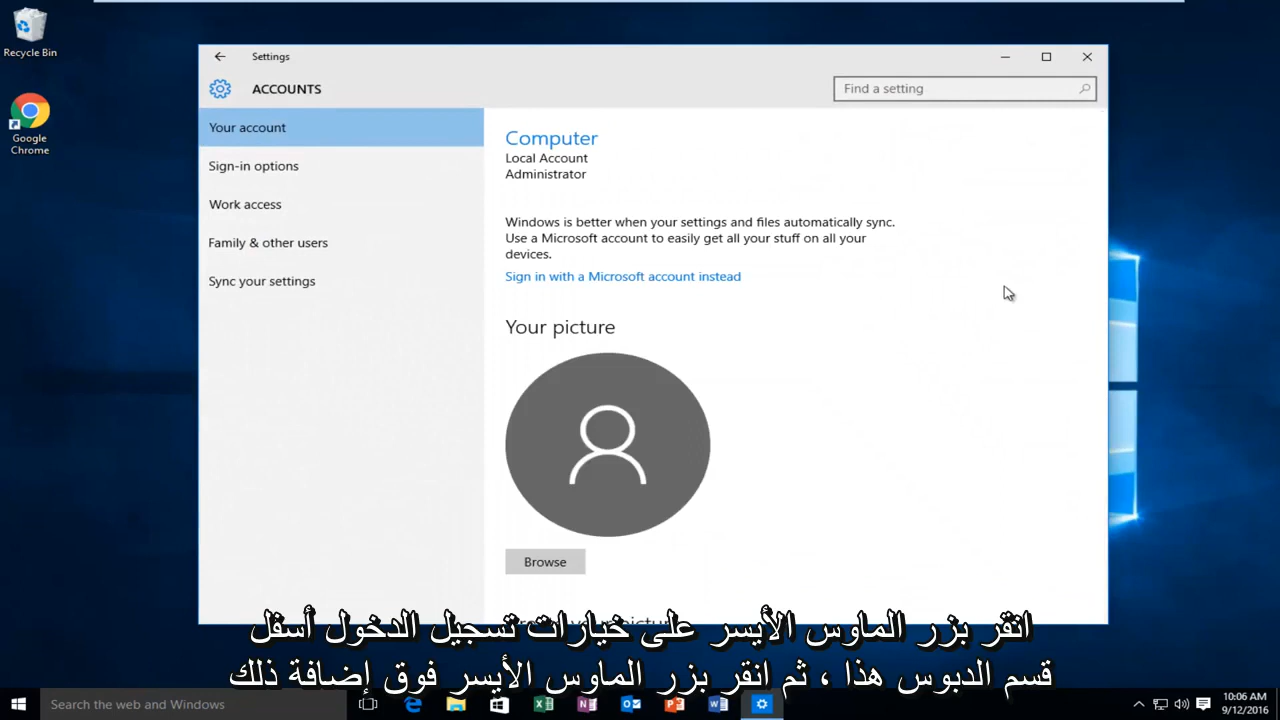 Recycle Bin
Google
Chrome
Settings
ACCOUNTS
Find a setting
Your account
Sign-in options
Work access
Family & other users
Sync your settings
Computer
Local Account
Administrator
Windows is better when your settings and files automatically sync.
Use a Microsoft account to easily get all your stuff on all your
devices.
Sign in with a Microsoft account instead
Your picture
Browse
انقر بزر الماوس الأيسر على خيارات تسجيل الدخول أسفل
قسم الدبوس هذا ، ثم انقر بزر الماوس الأيسر فوق إضافة ذلك
Search the web and Windows
10:06 AM
9/12/2016